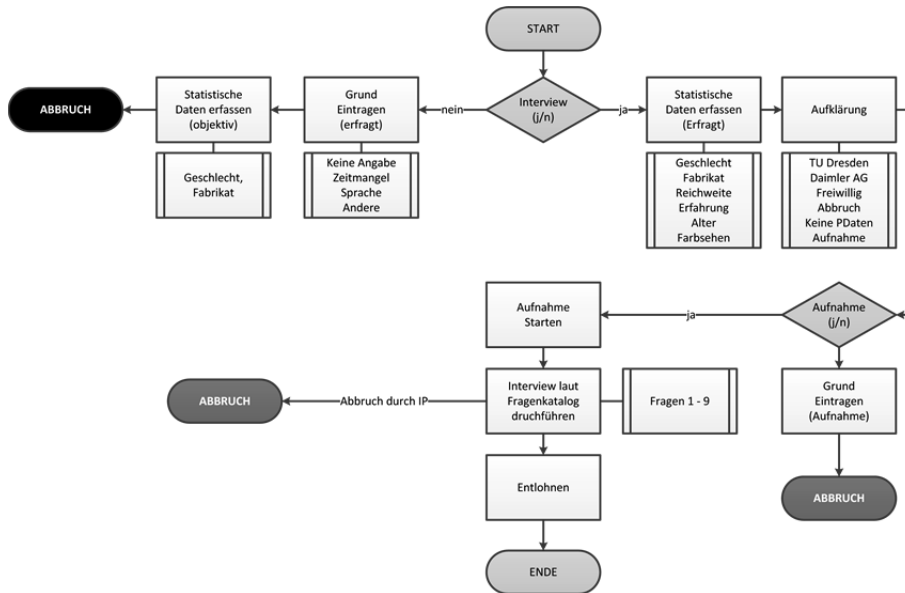 START
ABBRUCH
Statistische
Daten erfassen
(objektiv)
Grund
Eintragen
(erfragt)
nein
Interview
(j/n)
ja
Statistische
Daten erfassen
(Erfragt)
Aufklärung
Geschlecht,
Fabrikat
Keine Angabe
Zeitmangel
Sprache
Andere
Geschlecht
Fabrikat
Reichweite
Erfahrung
Alter
Farbsehen
TU Dresden
Daimler AG
Freiwillig
Abbruch
Keine PDaten
Aufnahme
Aufnahme
Starten
ja
Aufnahme
(j/n)
ABBRUCH
Abbruch durch IP
Interview laut
Fragenkatalog
druchführen
Fragen 1 - 9
Grund
Eintragen
(Aufnahme)
Entlohnen
ABBRUCH
ENDE